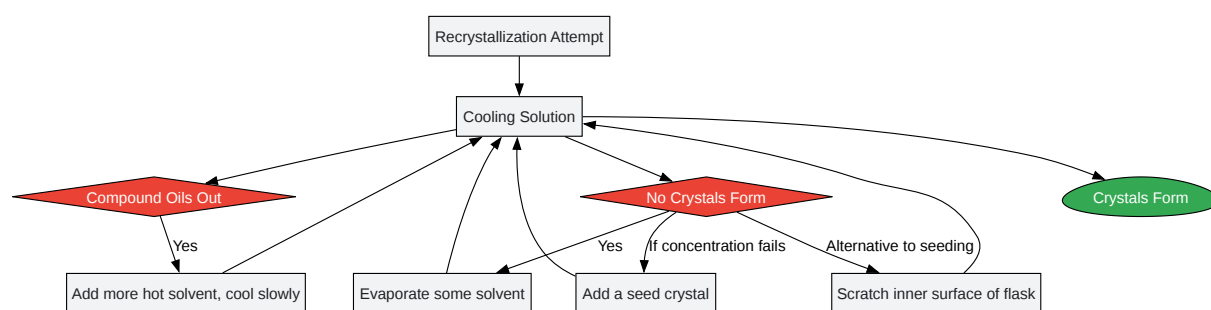 Recrystallization Attempt
Cooling Solution
Compound Oils Out
No Crystals Form
Crystals Form
Yes
Yes
If concentration fails
Alternative to seeding
Add more hot solvent, cool slowly
Evaporate some solvent
Add a seed crystal
Scratch inner surface of flask